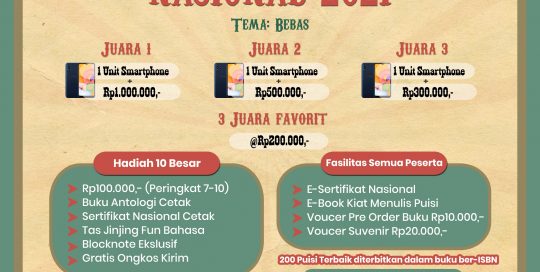 NASIONAL 2021
TEMA: BEBAS
JUARA 1
1 Unit Smartphone
+
Rp1.000.000,-
JUARA 2
1 Unit Smartphone
+
Rp500.000,-
JUARA 3
1 Unit Smartphone
+
Rp300.000,-
3 JUARA FAVORIT
@Rp200.000,-
Hadiah 10 Besar
Rp100.000,- (Peringkat 7-10)
Buku Antologi Cetak
Sertifikat Nasional Cetak
Tas Jinjing Fun Bahasa
Blocknote Eksklusif
Gratis Ongkos Kirim
Fasilitas Semua Peserta
E-Sertifikat Nasional
E-Book Kiat Menulis Puisi
Voucer Pre Order Buku Rp10.000,-
Voucer Suvenir Rp20.000,-
200 Puisi Terbaik diterbitkan dalam buku ber-ISBN